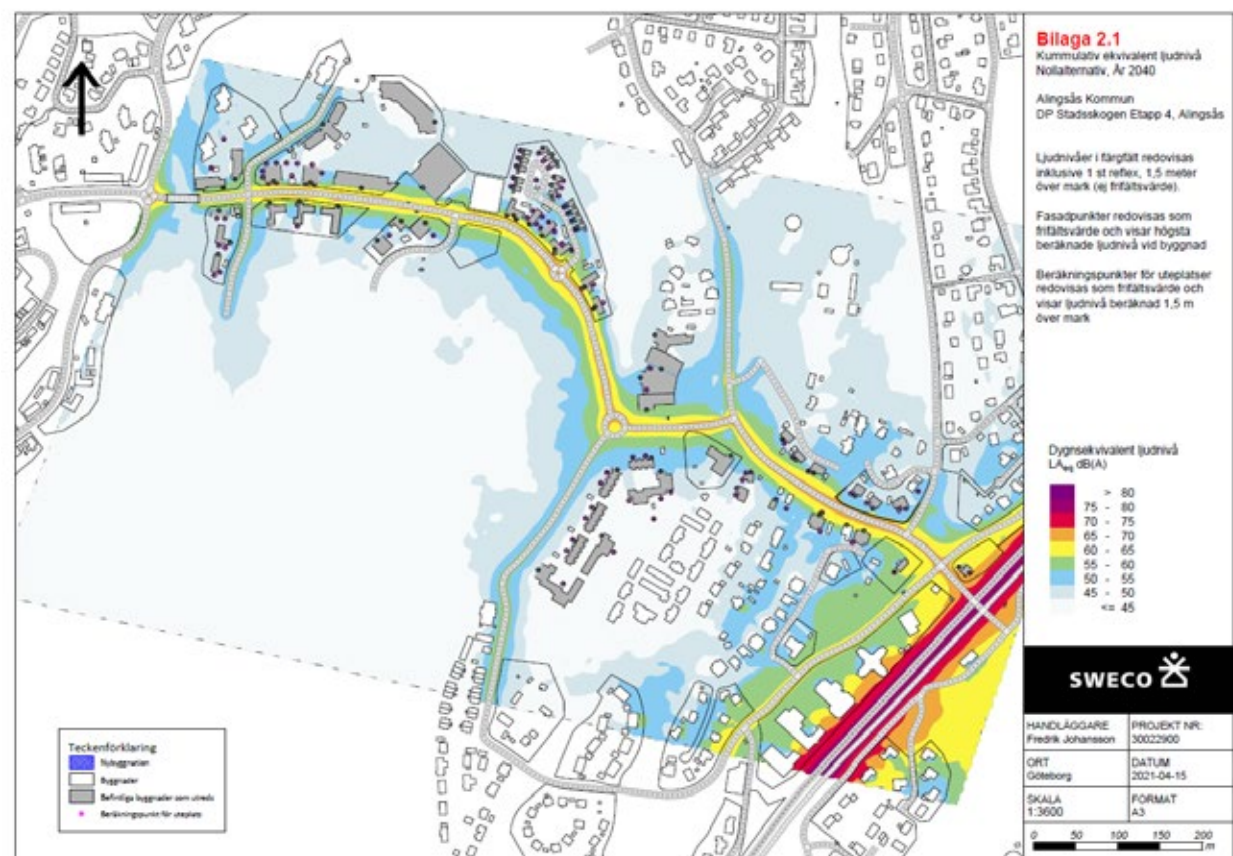 Bilaga 2.1
Kummulativ ekvivalent ljudnivå
Nollalternativ, År 2040
Alingsås Kommun
DP Stadsskogen Etapp 4, Alingsås
Ljudnivåer i färgfält redovisas
inklusive 1 st reflex, 1,5 meter
över mark (ej frifältsvärde).
Fasadpunkter redovisas som
frifältsvärde och visar högsta
beräknade ljudnivå vid byggnad
Beräkningspunkter för uteplatser
redovisas som frifältsvärde och
visar ljudnivå beräknad 1,5 m
över mark
Dygnsekvivalent ljudnivå
LAeq dB(A)
> 80
75 - 80
70 - 75
65 - 70
60 - 65
55 - 60
50 - 55
45 - 50
<= 45
SWECO
HANDLÄGGARE
Fredrik Johansson
PROJEKT NR:
30022900
ORT
Göteborg
DATUM
2021-04-15
SKALA
1:3600
FORMAT
A3
0 50 100 150 200
m
Teckenförklaring
Nybyggnation
Byggnader
Befintliga byggnader som utreds
Beräkningspunkt för uteplats